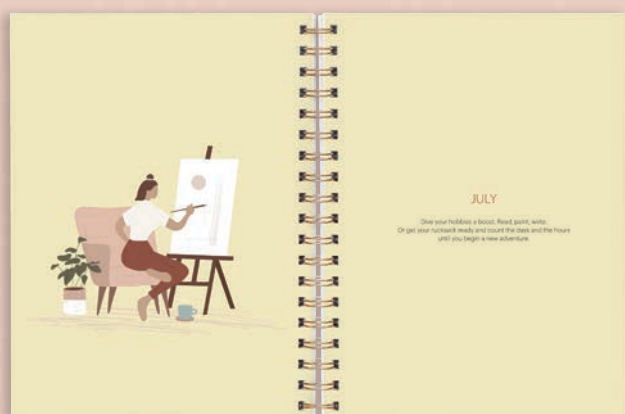 JULY
Give your hobbies a boost. Read, paint, write.
Or get your rucksack ready and count the days and the hours
until you begin a new adventure.